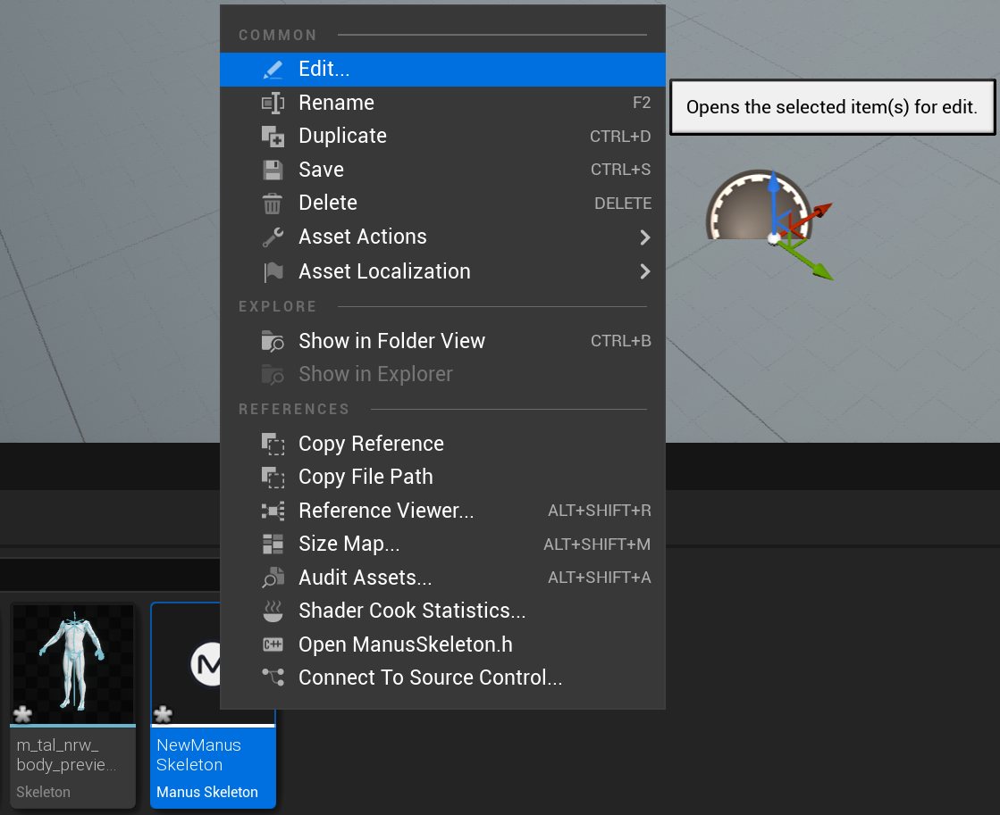 COMMON
Edit...
Rename F2
Opens the selected item(s) for edit.
Duplicate CTRL+D
Save CTRL+S
Delete DELETE
Asset Actions
Asset Localization
EXPLORE
Show in Folder View CTRL+B
Show in Explorer
REFERENCES
Copy Reference
Copy File Path
Reference Viewer... ALT+SHIFT+R
Size Map... ALT+SHIFT+M
Audit Assets... ALT+SHIFT+A
Shader Cook Statistics...
C++ Open ManusSkeleton.h
Connect To Source Control...
m_tal_nrw_
body_previe...
Skeleton
M
NewManus
Skeleton
Manus Skeleton